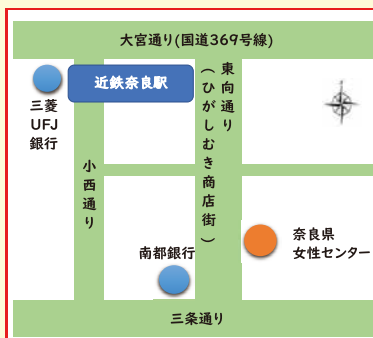 大宮通り(国道369号線)
近鉄奈良駅
三菱
UFJ
銀行
小西通り
東向通り
(ひがしむき商店街)
南都銀行
奈良県
女性センター
三条通り